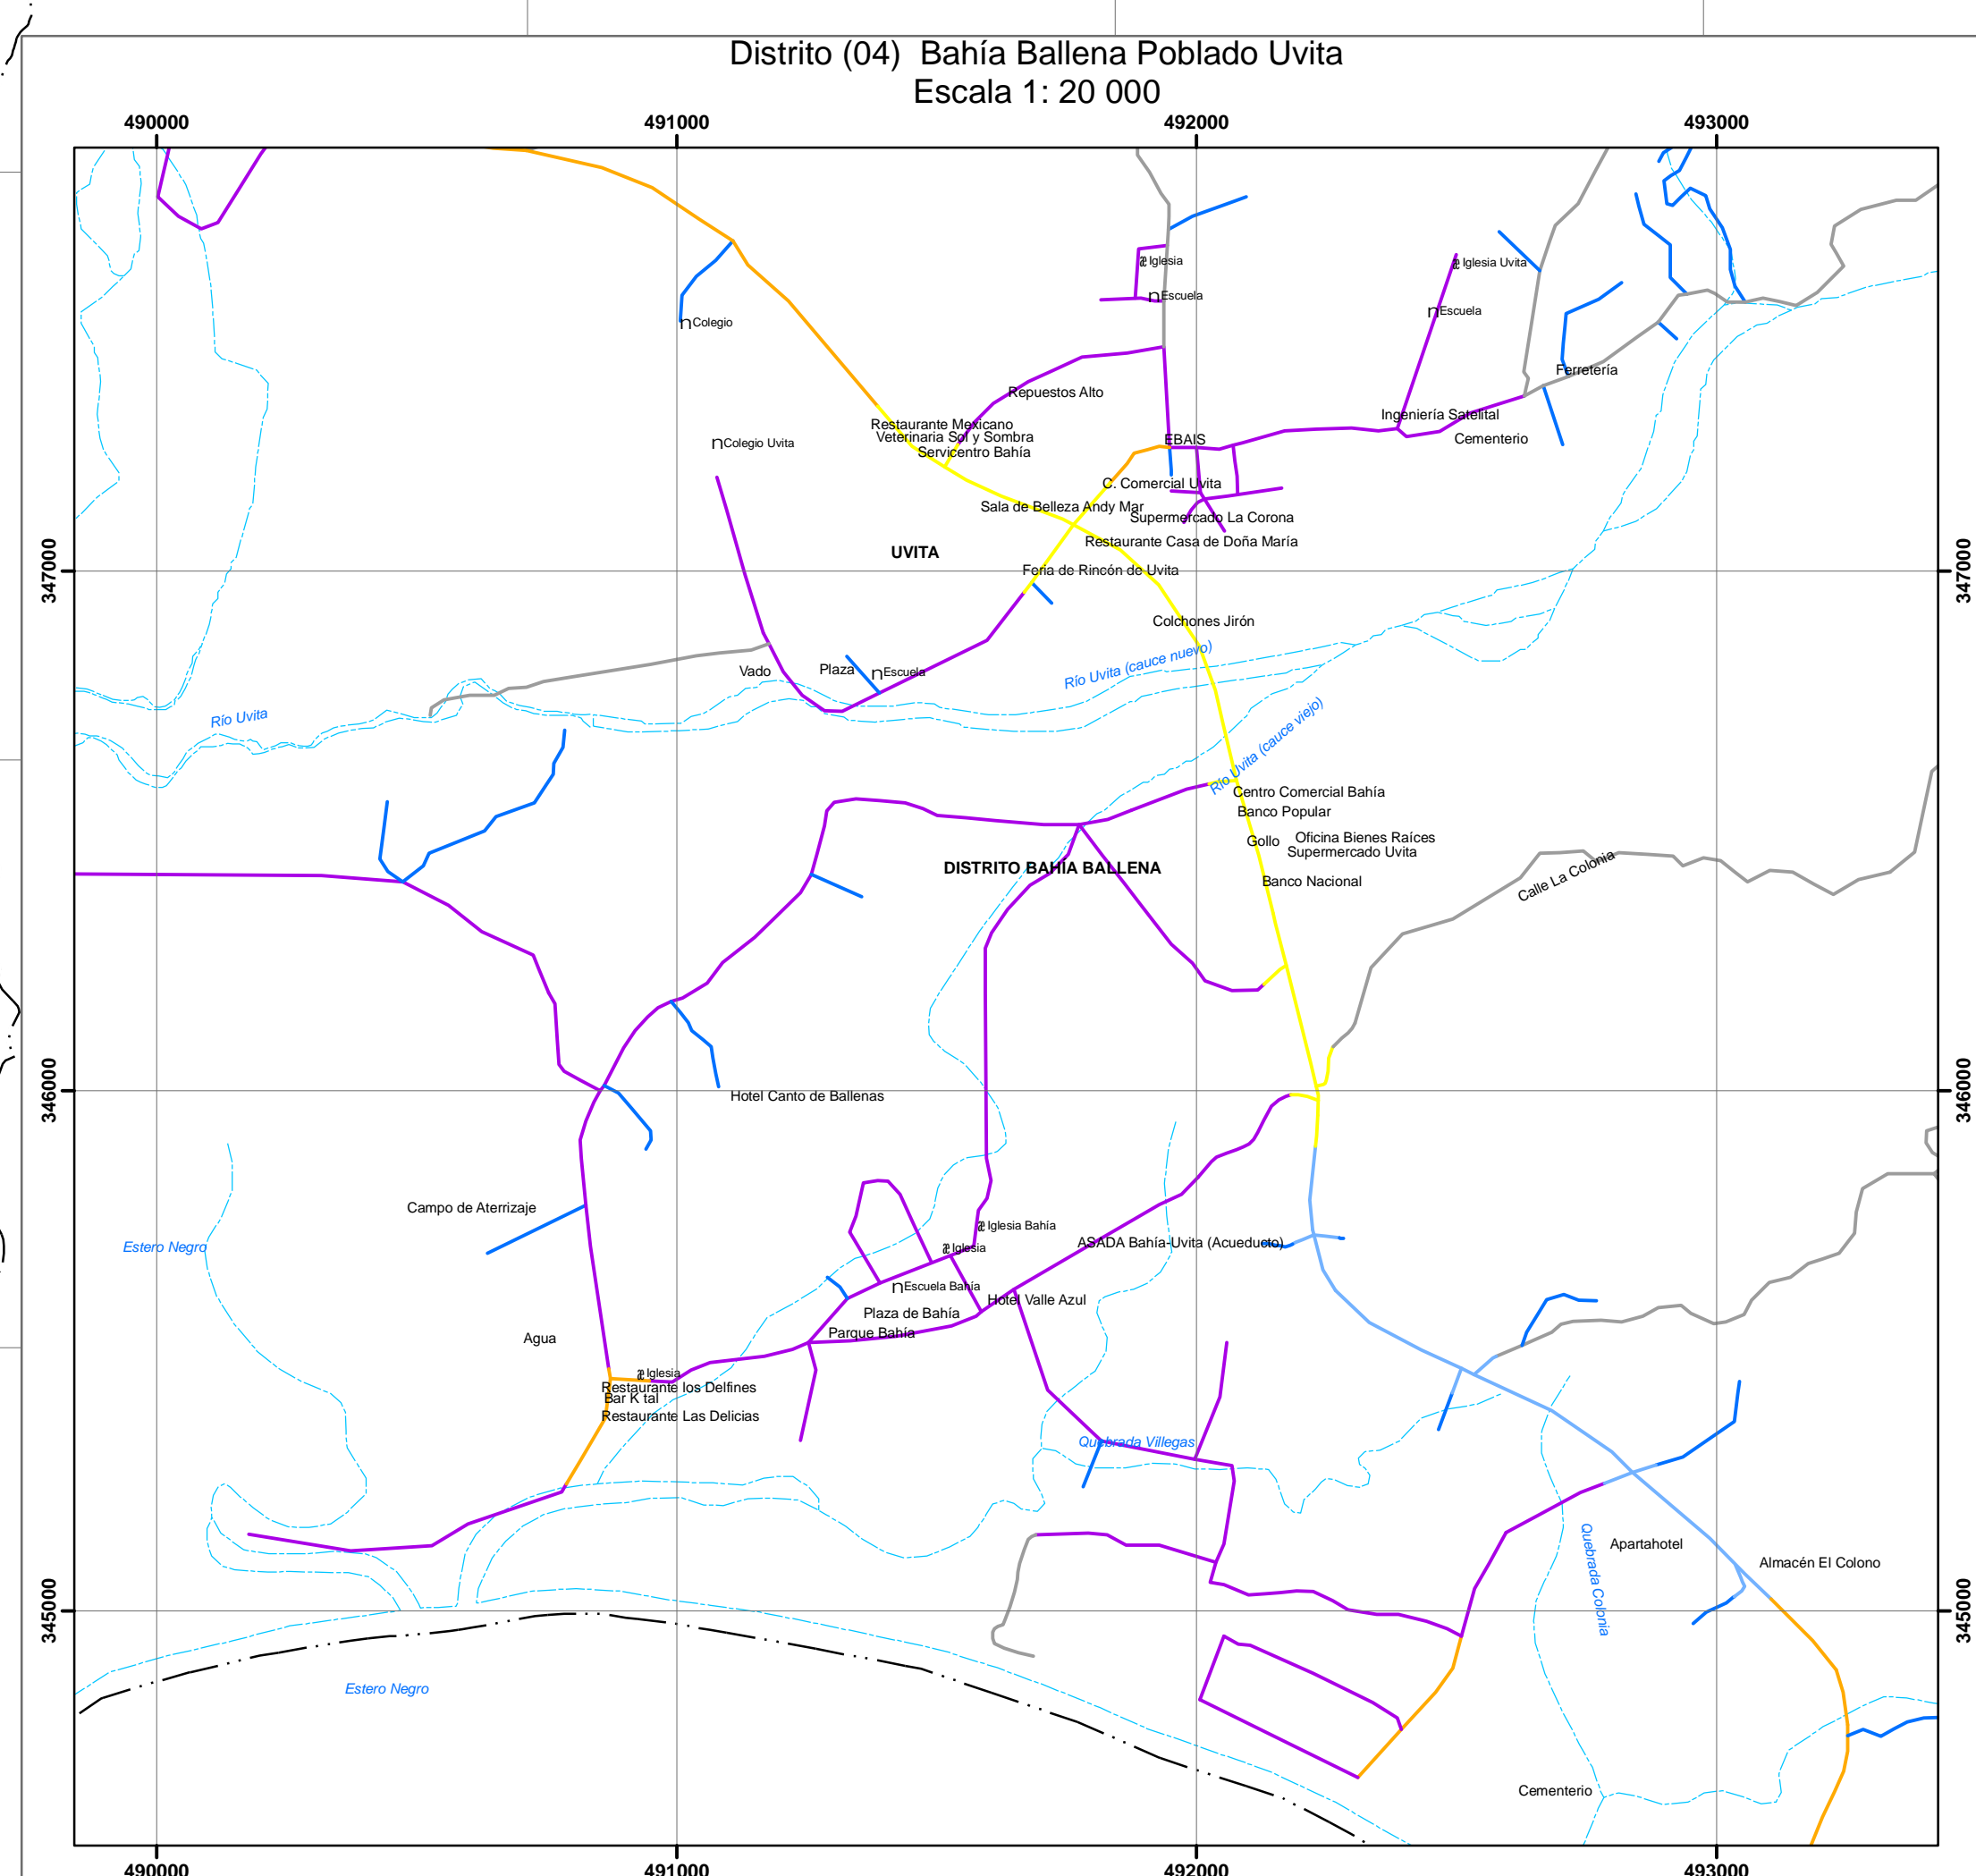 Distrito (04)  Bahía Ballena Poblado Uvita
Escala 1: 20 000
490000
491000
492000
493000
Iglesia
Iglesia Uvita
Escuela
Escuela
Colegio
Ferretería
Repuestos Alto
Ingeniería Satelital
Restaurante Mexicano
Veterinaria Sol y Sombra
EBAIS
Cementerio
Colegio Uvita
Servicentro Bahía
C. Comercial Uvita
Sala de Belleza Andy Mar
Supermercado La Corona
Restaurante Casa de Doña María
UVITA
347000
347000
Feria de Rincón de Uvita
Colchones Jirón
Río Uvita (cauce nuevo)
Vado
Plaza
Escuela
Río Uvita
Río Uvita (cauce viejo)
Centro Comercial Bahía
Banco Popular
Gollo
Oficina Bienes Raíces
Supermercado Uvita
DISTRITO BAHÍA BALLENA
Banco Nacional
Calle La Colonia
346000
346000
Hotel Canto de Ballenas
Campo de Aterrizaje
Iglesia Bahía
Estero Negro
Iglesia
ASADA Bahía-Uvita (Acueducto)
Escuela Bahía
Hotel Valle Azul
Plaza de Bahía
Parque Bahía
Agua
Iglesia
Restaurante los Delfines
Bar K tal
Restaurante Las Delicias
Quebrada Villegas
Quebrada Colonia
Apartahotel
Almacén El Colono
345000
345000
Estero Negro
Cementerio
490000
491000
492000
493000